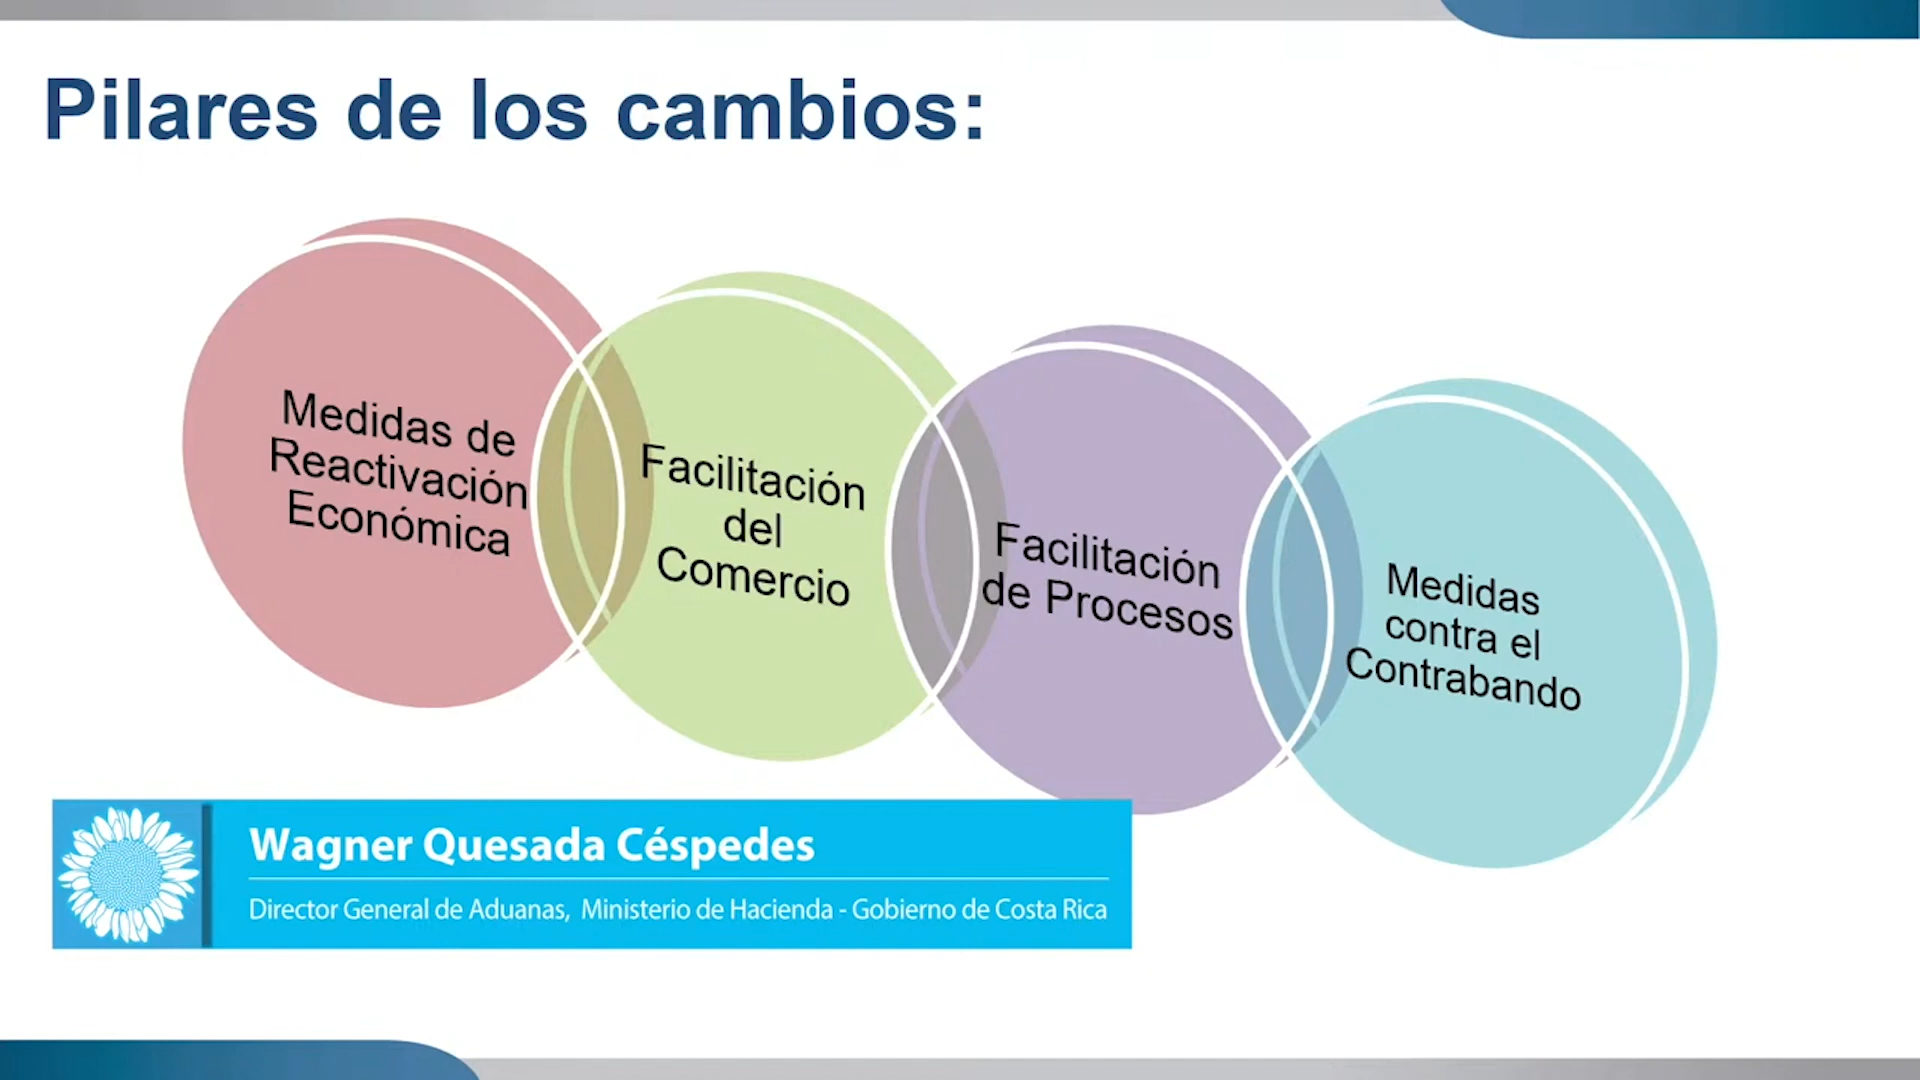 Pilares de los cambios:
Medidas de
Reactivación
Económica
Facilitación
del
Comercio
Facilitación
de Procesos
Medidas
contra el
Contrabando
Wagner Quesada Céspedes
Director General de Aduanas, Ministerio de Hacienda - Gobierno de Costa Rica